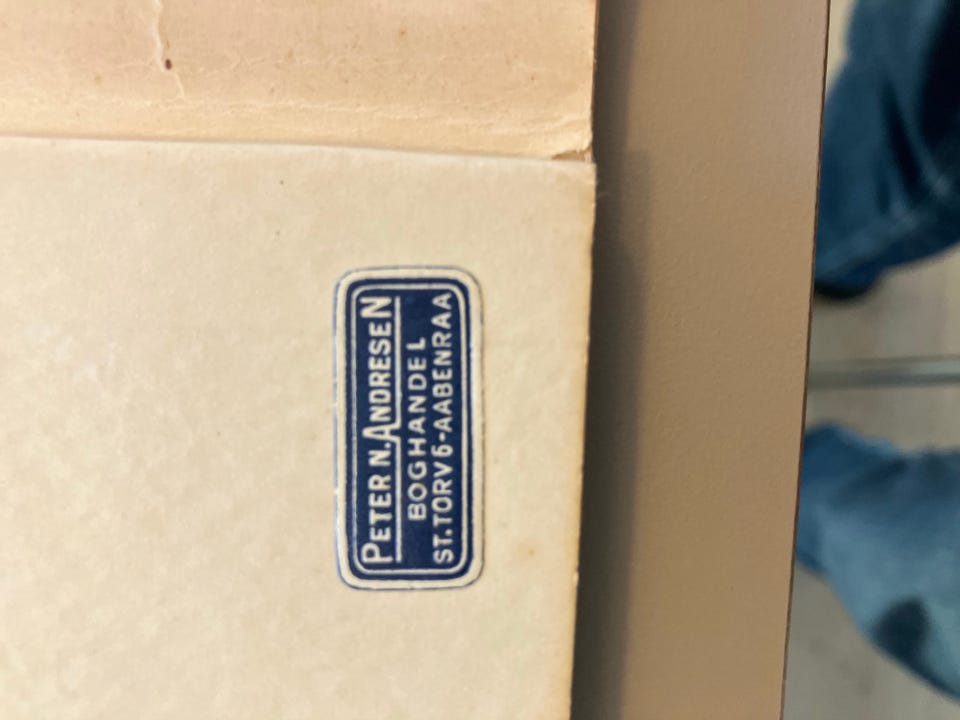 PETER N. ANDRESEN
BOGHANDEL
ST. TORV 6 - AABENRAA